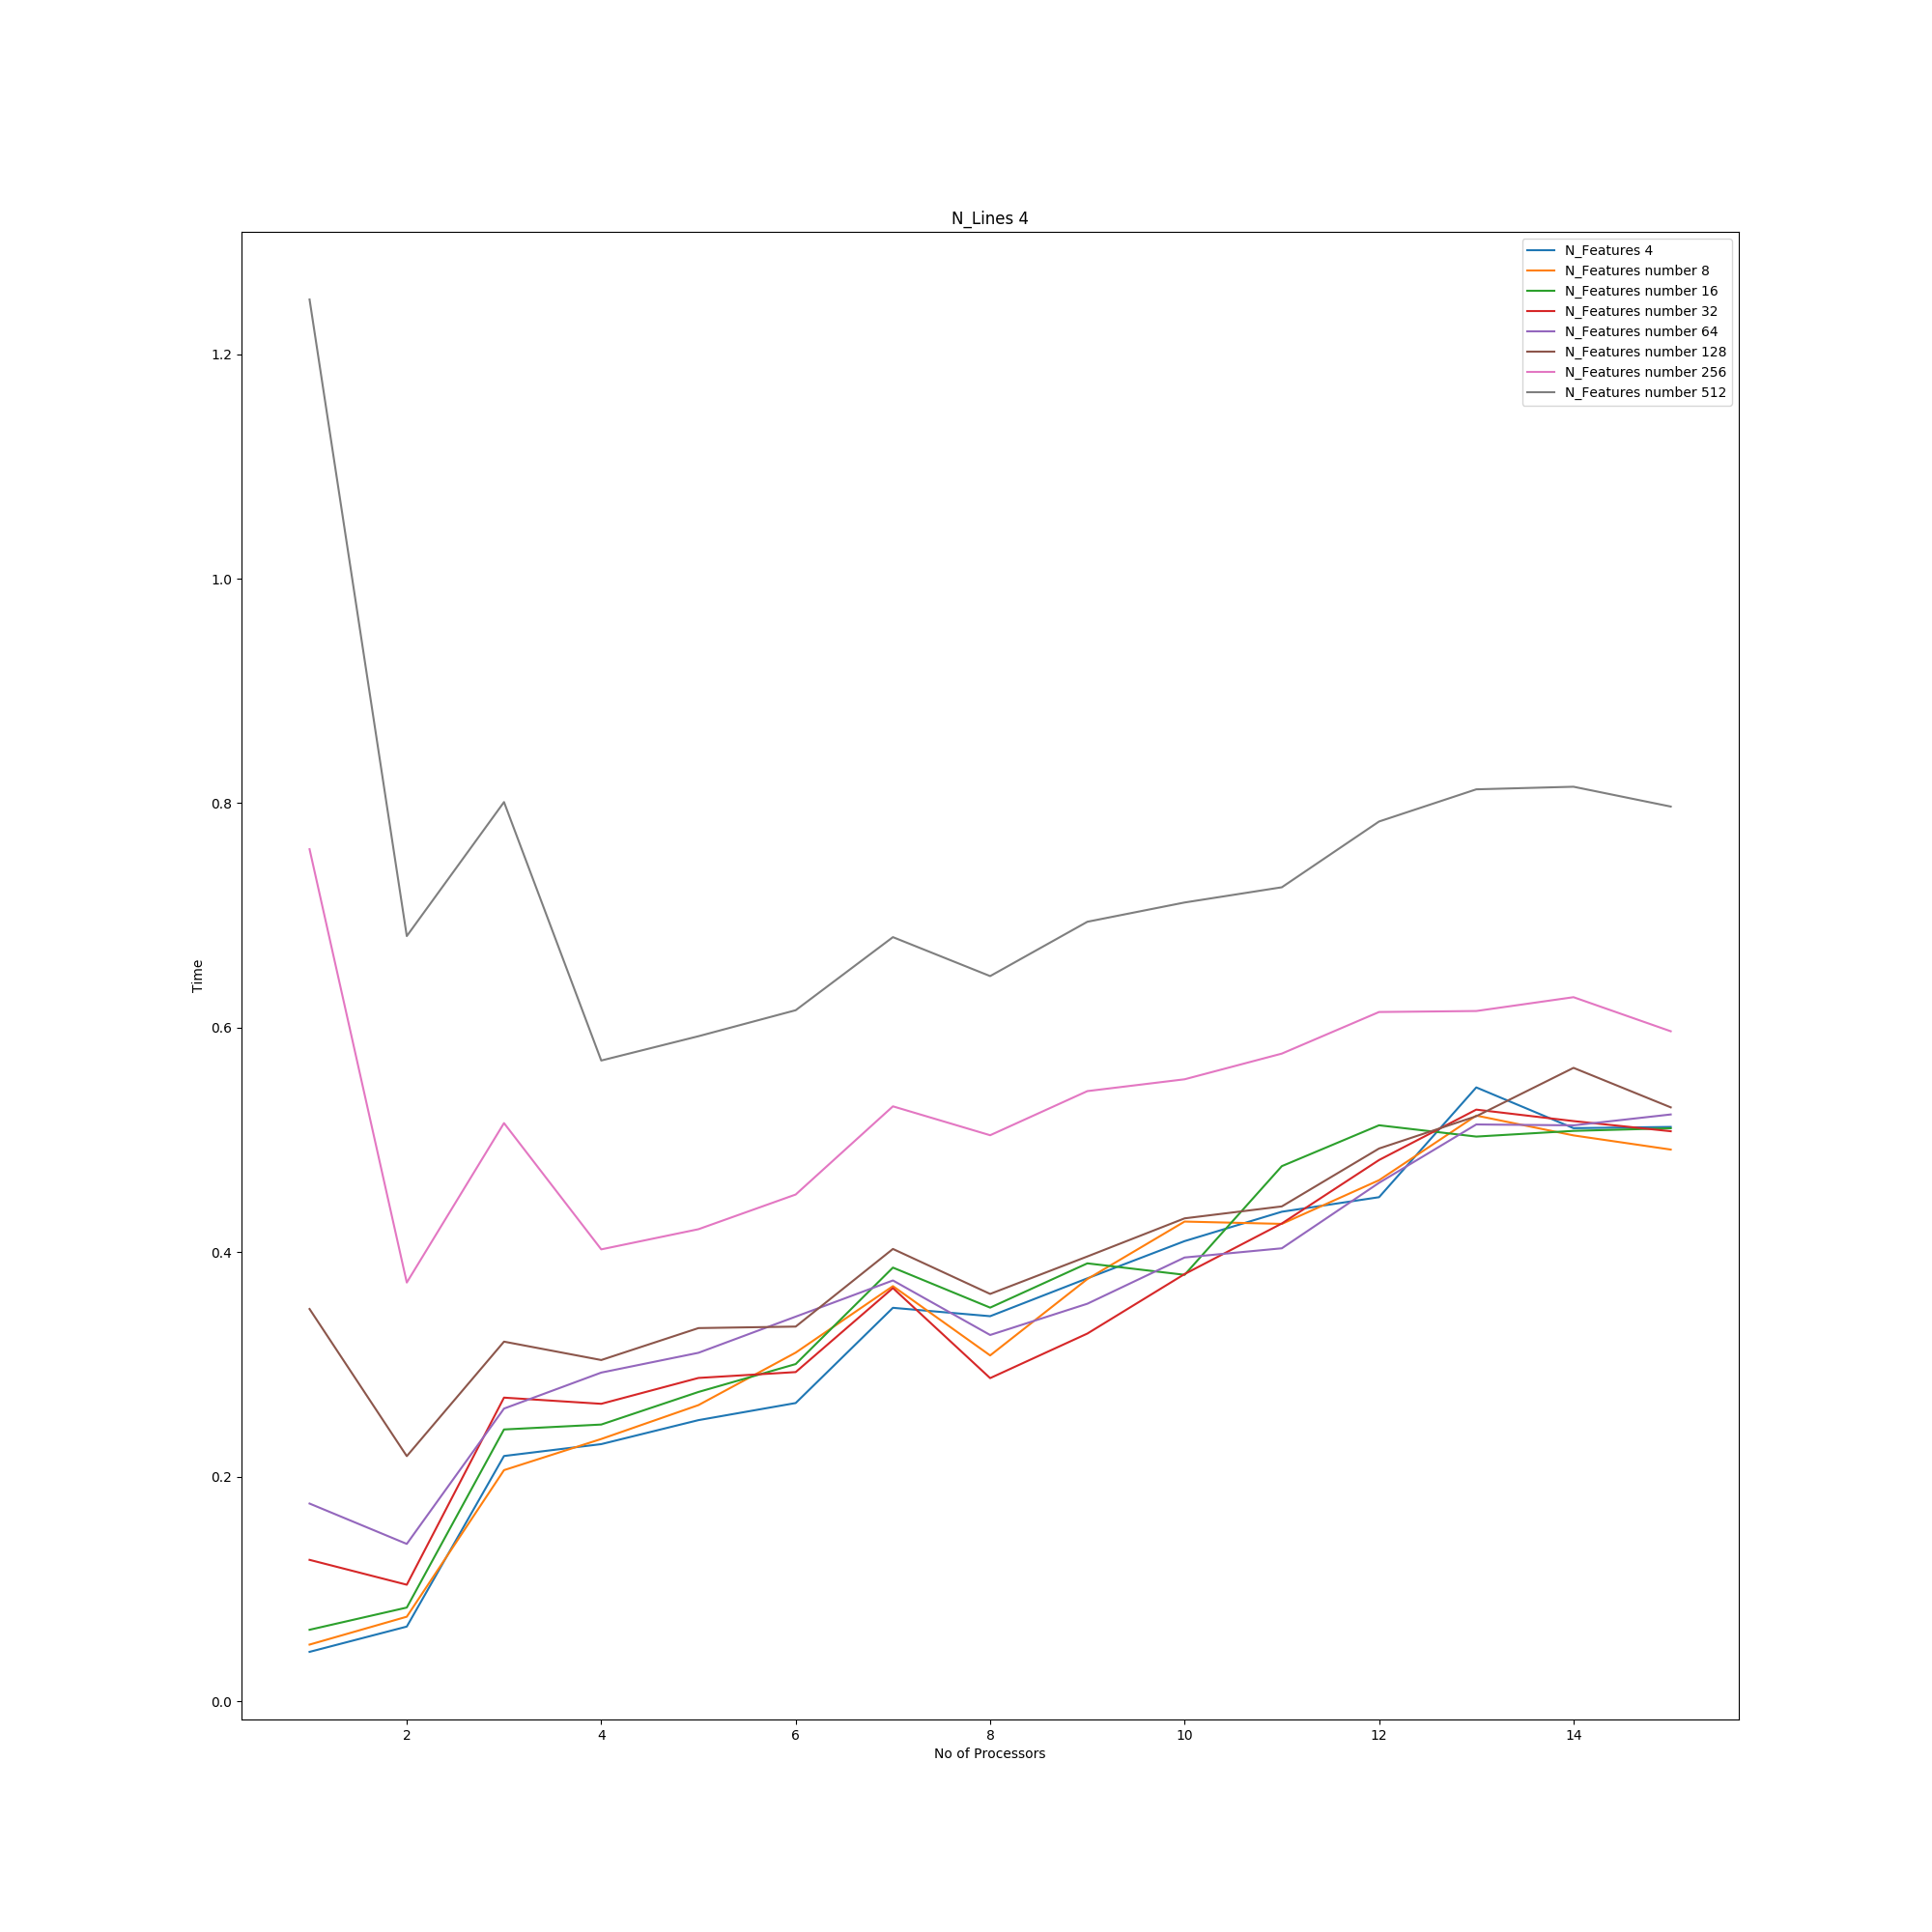 N_Lines 4
N_Features 4
N_Features number 8
N_Features number 16
N_Features number 32
N_Features number 64
N_Features number 128
N_Features number 256
N_Features number 512
1.2
1.0
0.8
0.6
0.4
0.2
0.0
Time
2 4 6 8 10 12 14
No of Processors